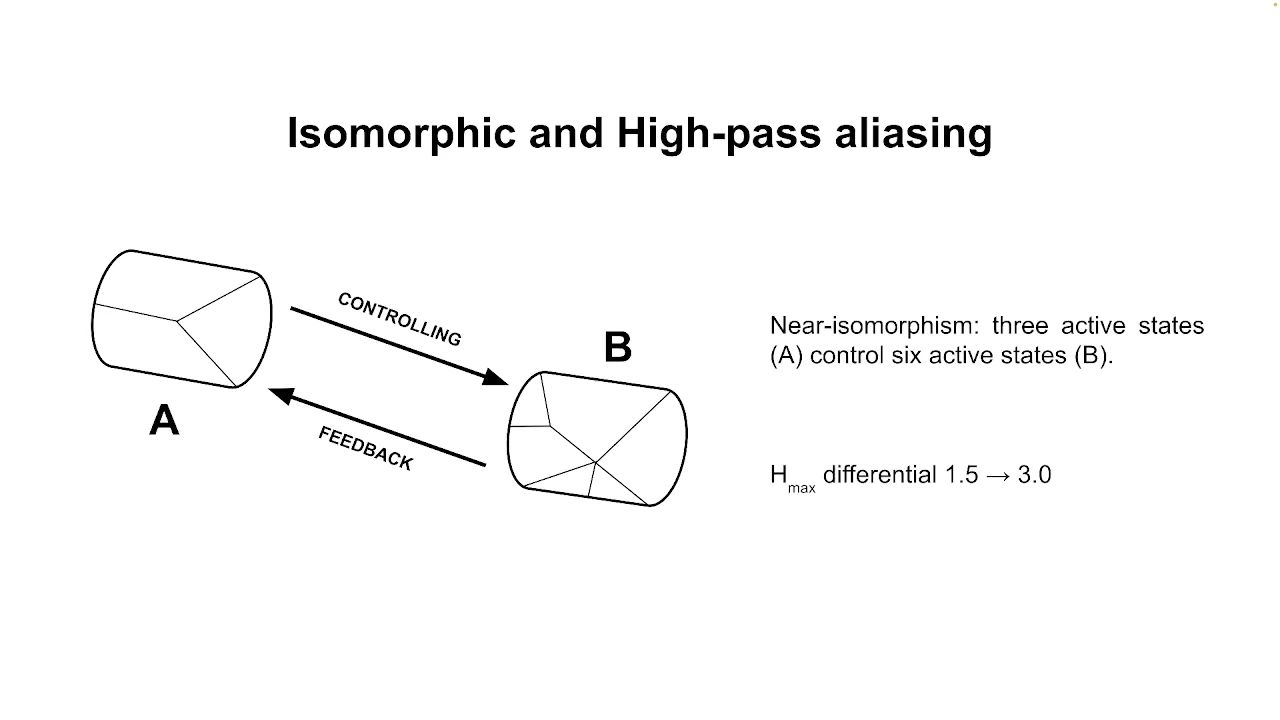 Isomorphic and High-pass aliasing
CONTROLLING
B
A
FEEDBACK
Near-isomorphism: three active states
(A) control six active states (B).
Hmax differential 1.5 → 3.0